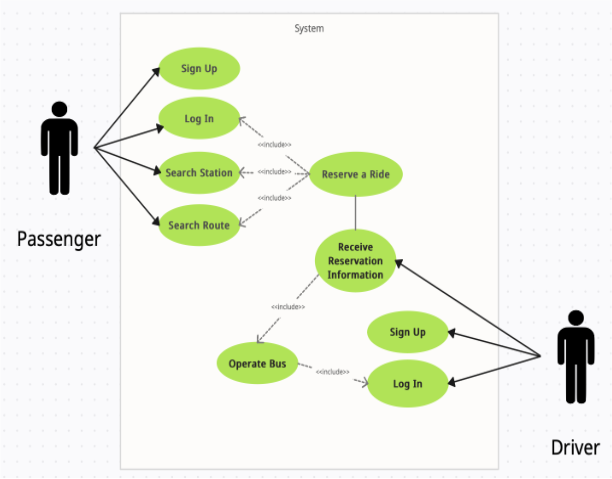 System
Sign Up
Log In
<<include>>
Search Station
<<include>>
Reserve a Ride
<<include>>
Search Route
Passenger
Receive
Reservation
Information
<<include>>
Sign Up
Operate Bus
<<include>>
Log In
Driver